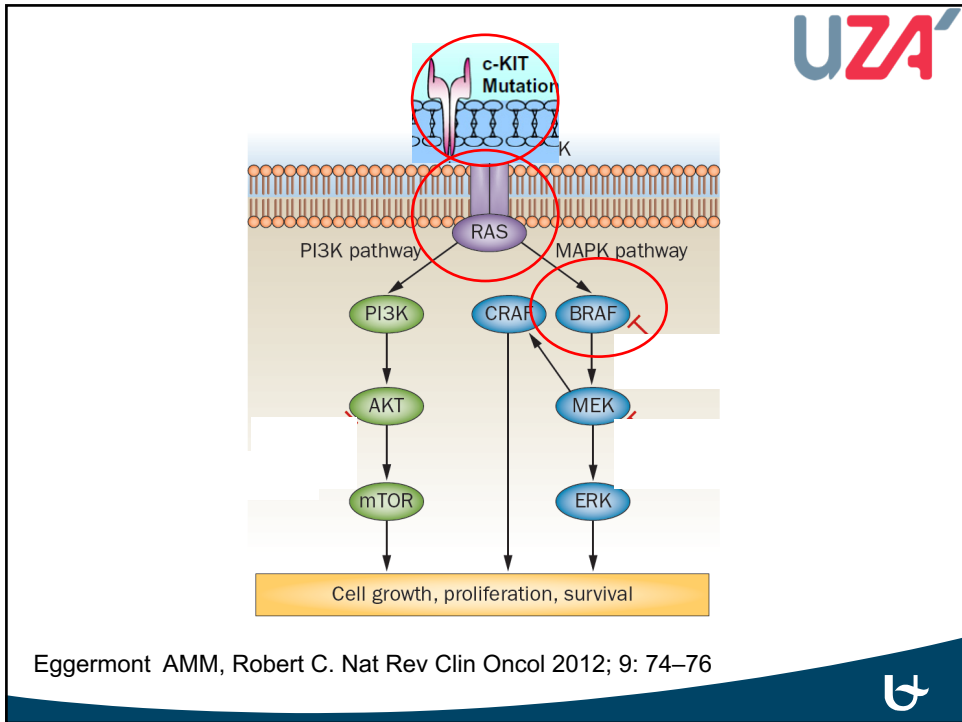 UZA
c-KIT
Mutation
K
RAS
PI3K pathway
MAPK pathway
PI3K
CRAF
BRAF
AKT
MEK
mTOR
ERK
Cell growth, proliferation, survival
Eggermont AMM, Robert C. Nat Rev Clin Oncol 2012; 9: 74–76